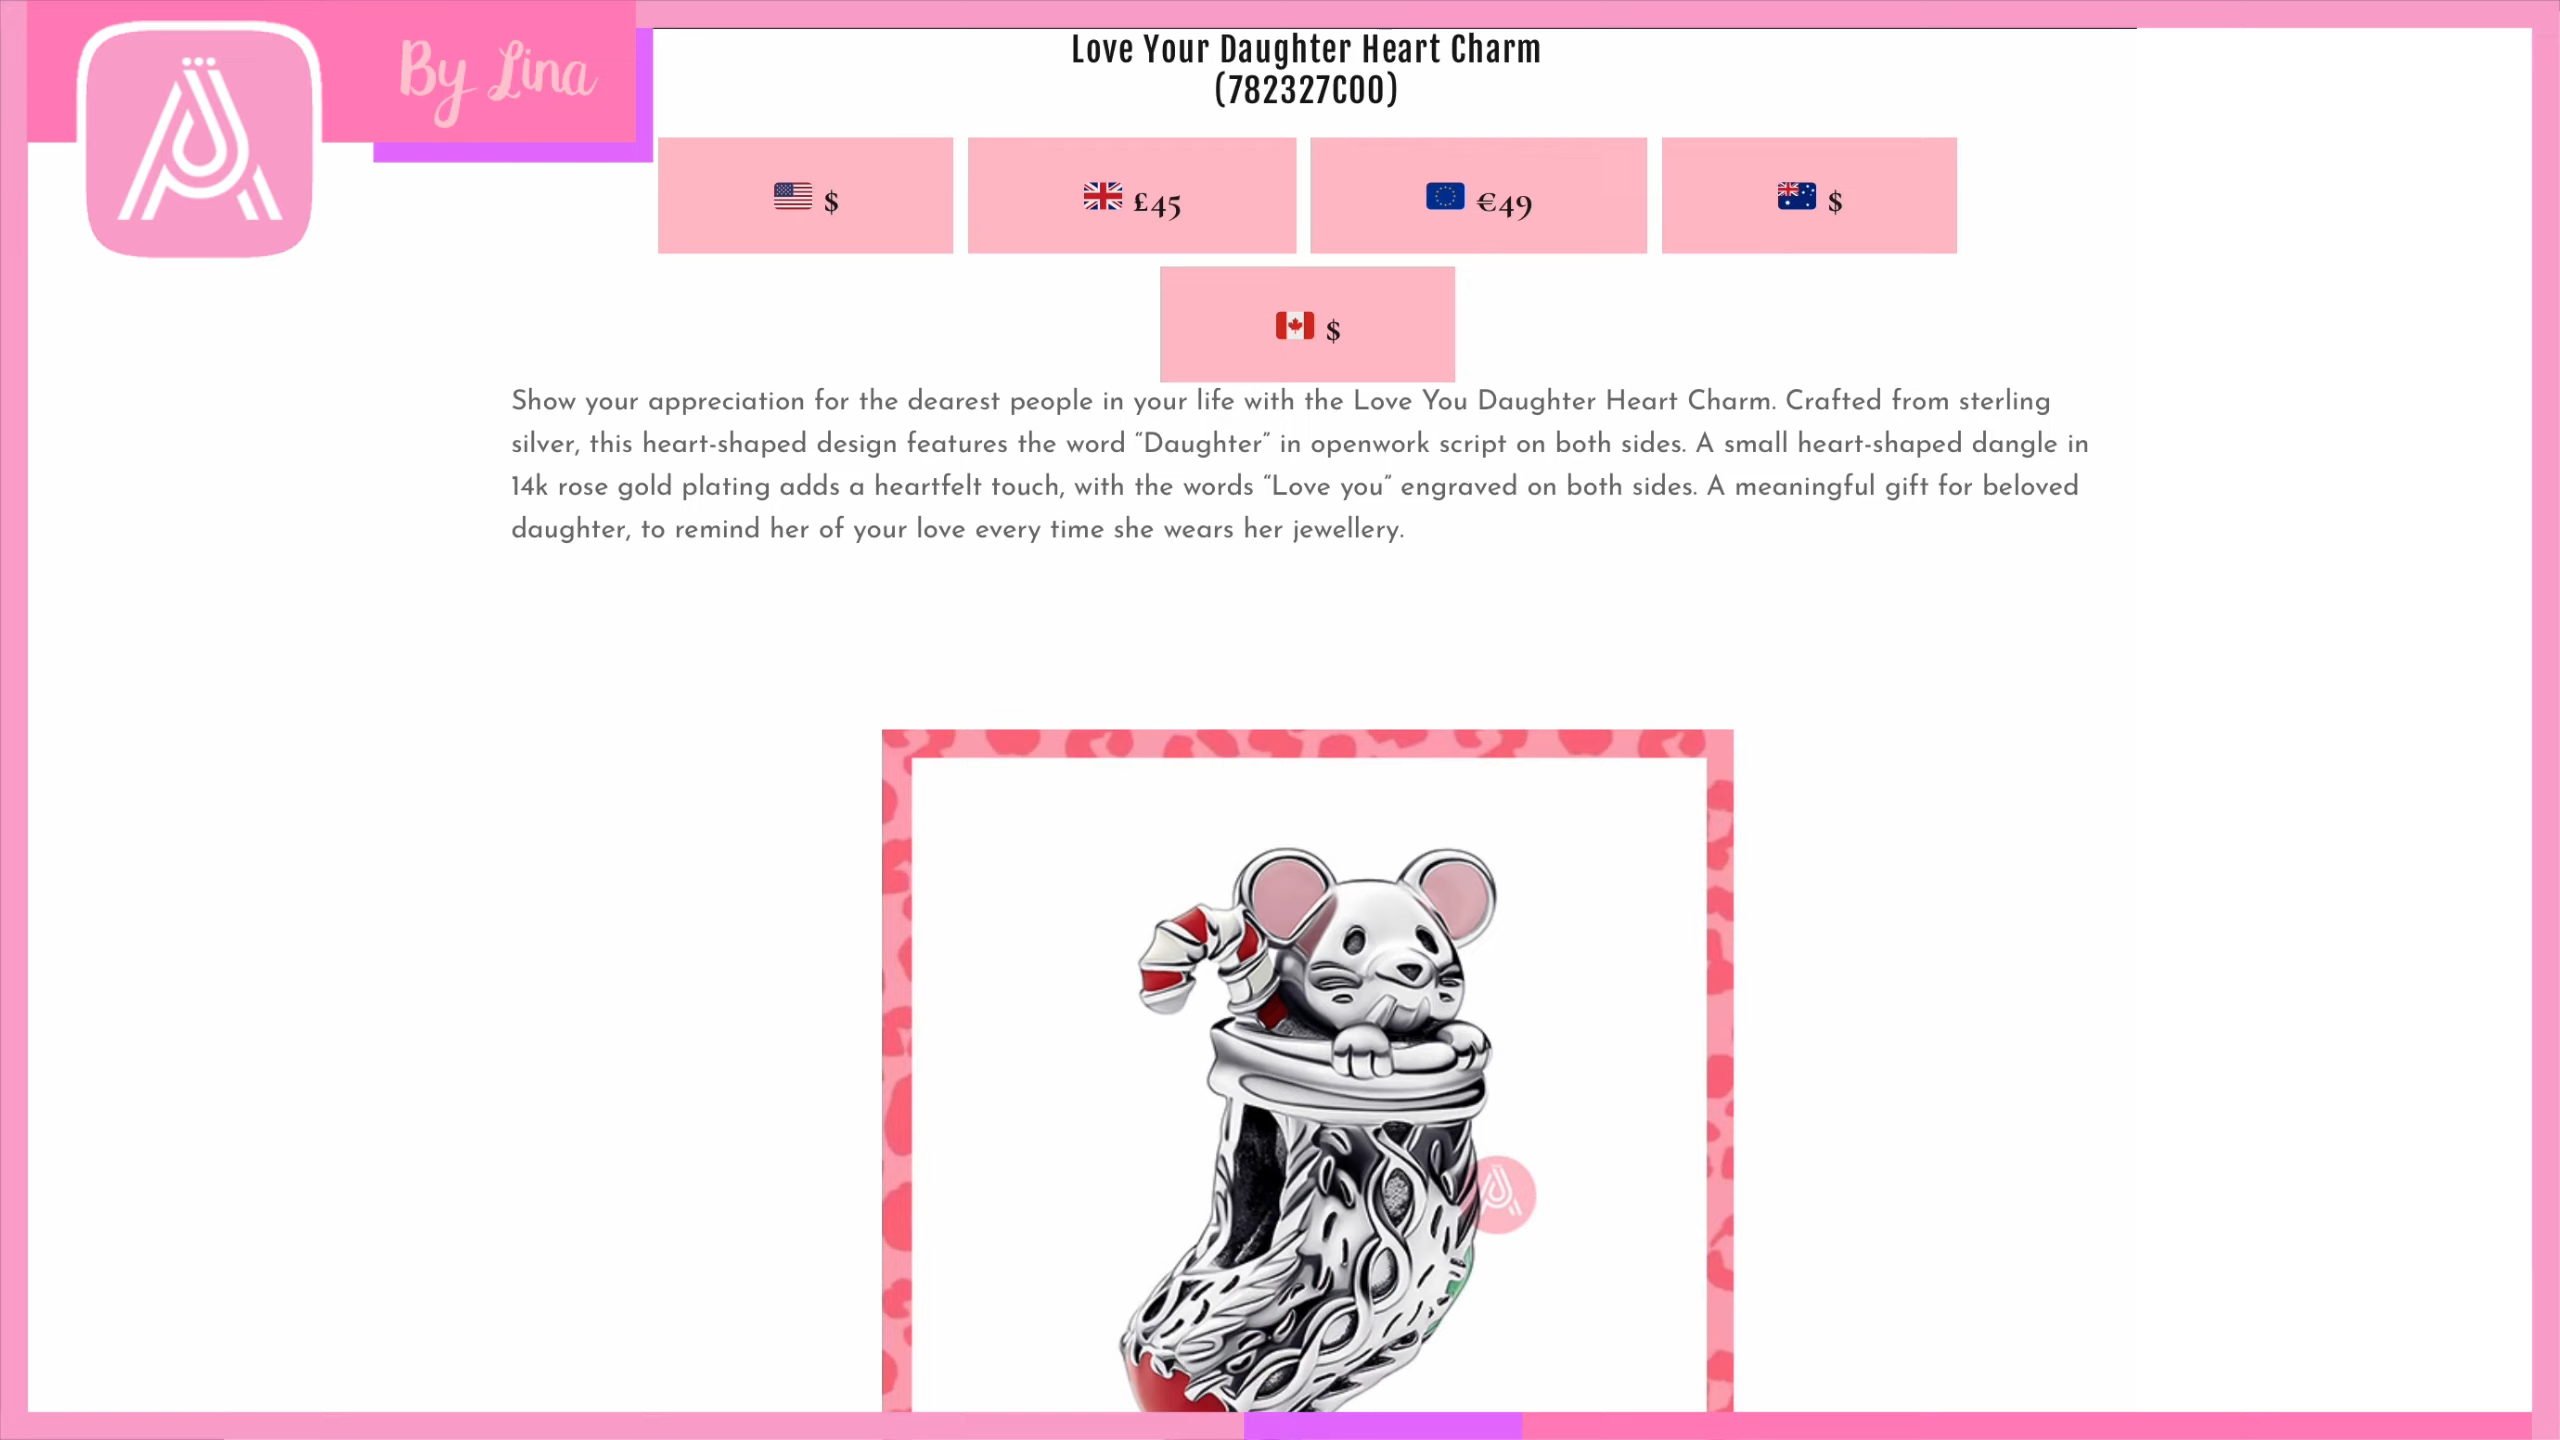 By Lina
Love Your Daughter Heart Charm
(782327C00)
$
£45
€49
$
$
Show your appreciation for the dearest people in your life with the Love You Daughter Heart Charm. Crafted from sterling
silver, this heart-shaped design features the word “Daughter” in openwork script on both sides. A small heart-shaped dangle in
14k rose gold plating adds a heartfelt touch, with the words “Love you” engraved on both sides. A meaningful gift for beloved
daughter, to remind her of your love every time she wears her jewellery.